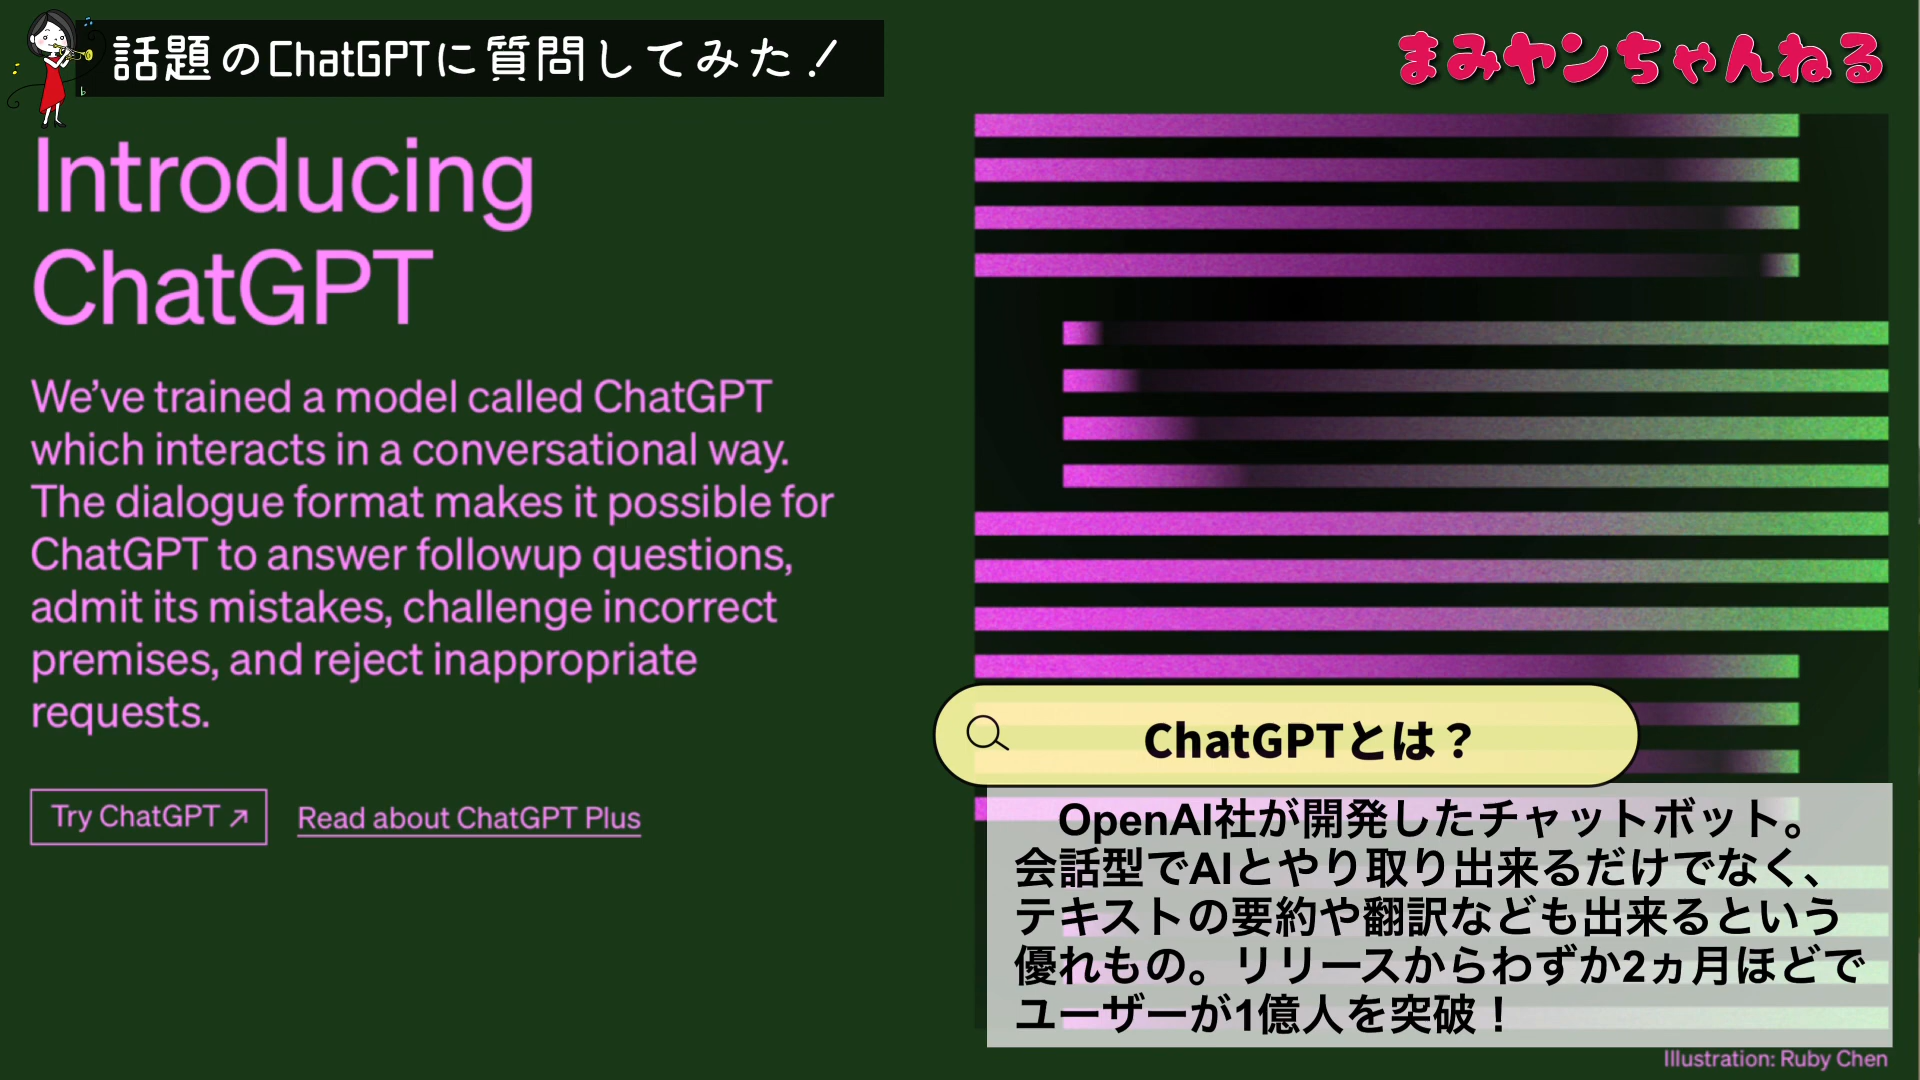 話題のChatGPTに質問してみた！
まみヤンちゃんねる
Introducing
ChatGPT
We’ve trained a model called ChatGPT
which interacts in a conversational way.
The dialogue format makes it possible for
ChatGPT to answer followup questions,
admit its mistakes, challenge incorrect
premises, and reject inappropriate
requests.
Try ChatGPT ↗
Read about ChatGPT Plus
ChatGPTとは？
OpenAI社が開発したチャットボット。
会話型でAIとやり取り出来るだけでなく、
テキストの要約や翻訳なども出来るという
優れもの。リリースからわずか2ヵ月ほどで
ユーザーが1億人を突破！
Illustration: Ruby Chen